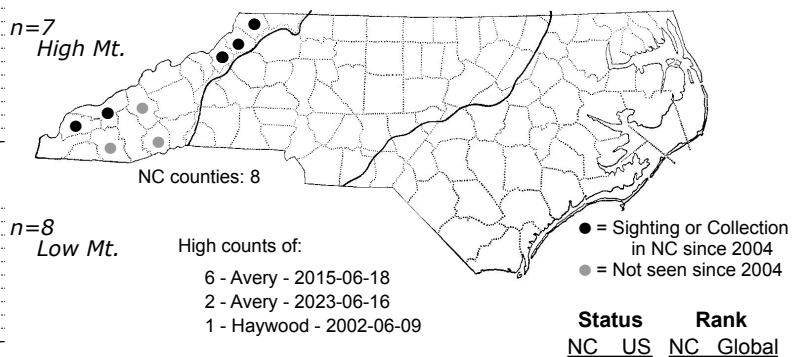 n=7
High Mt.
NC counties: 8
n=8
Low Mt.
High counts of:
6 - Avery - 2015-06-18
2 - Avery - 2023-06-16
1 - Haywood - 2002-06-09
● = Sighting or Collection
in NC since 2004
● = Not seen since 2004
Status Rank
NC US NC Global